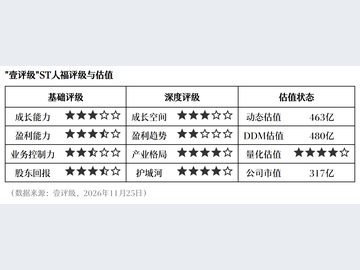 "壹评级"ST人福评级与估值
基础评级 深度评级 估值状态
成长能力 ★★★☆☆ 成长空间 ★★★☆☆ 动态估值 463亿
盈利能力 ★★★☆☆ 盈利趋势 ★★☆☆☆ DDM估值 480亿
业务控制力 ★★☆☆☆ 产业格局 ★★★★☆ 量化估值 ★★★★☆
股东回报 ★★★☆☆ 护城河 ★★★★☆ 公司市值 317亿
（数据来源：壹评级、2026年11月25日）